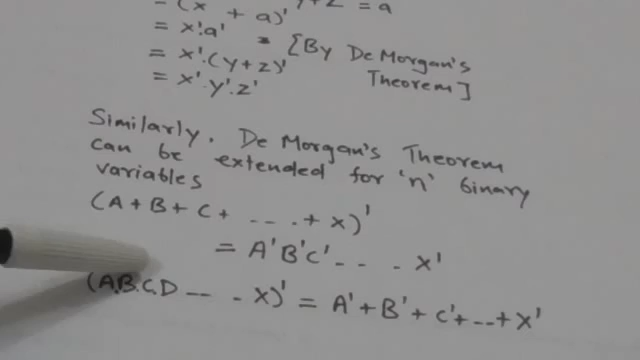 = (x + a)' y+z = a
= x'.a' = [By De Morgan's
= x'.(y+z)' Theorem]
= x'.y'.z'
Similarly. De Morgan's Theorem
can be extended for 'n' binary
variables
(A+B+C+ -- . + x)'
= A'B'C' -- . - x'
(A.B.C.D -- - X)' = A'+B'+C'+--+X'